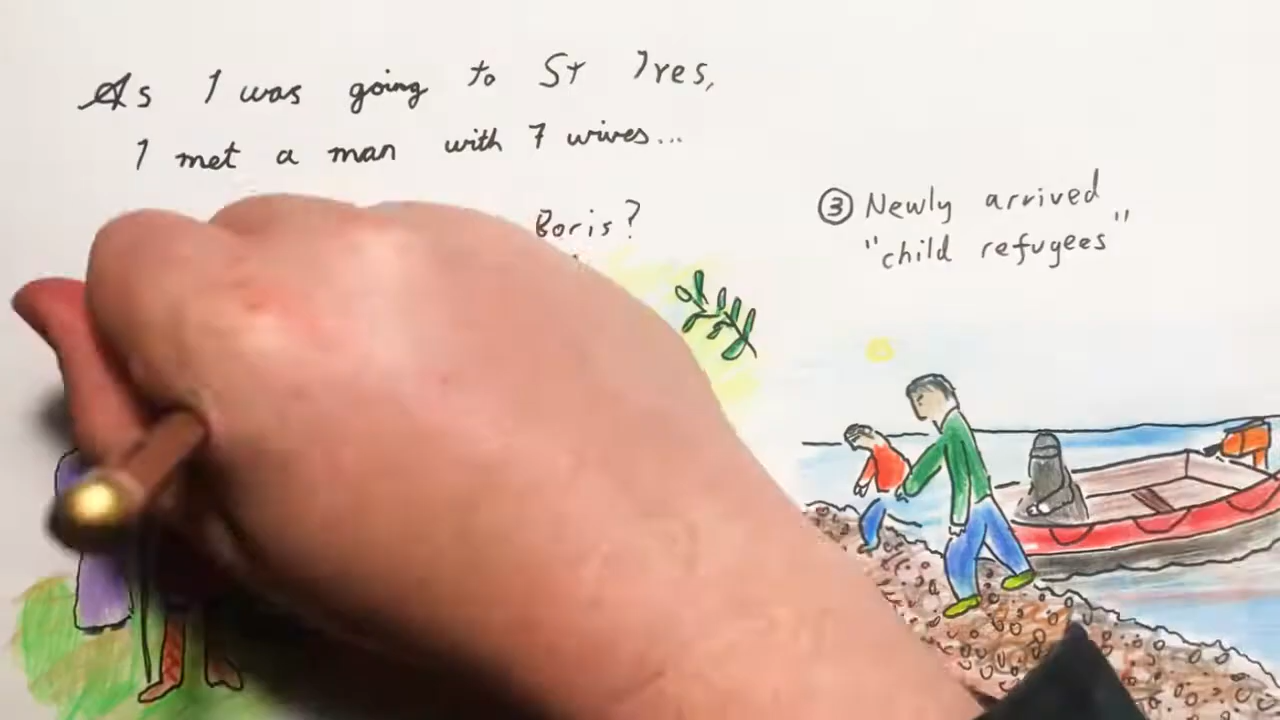 As I was going to St Ives,
I met a man with 7 wives...
Boris?
③ Newly arrived
"child refugees"